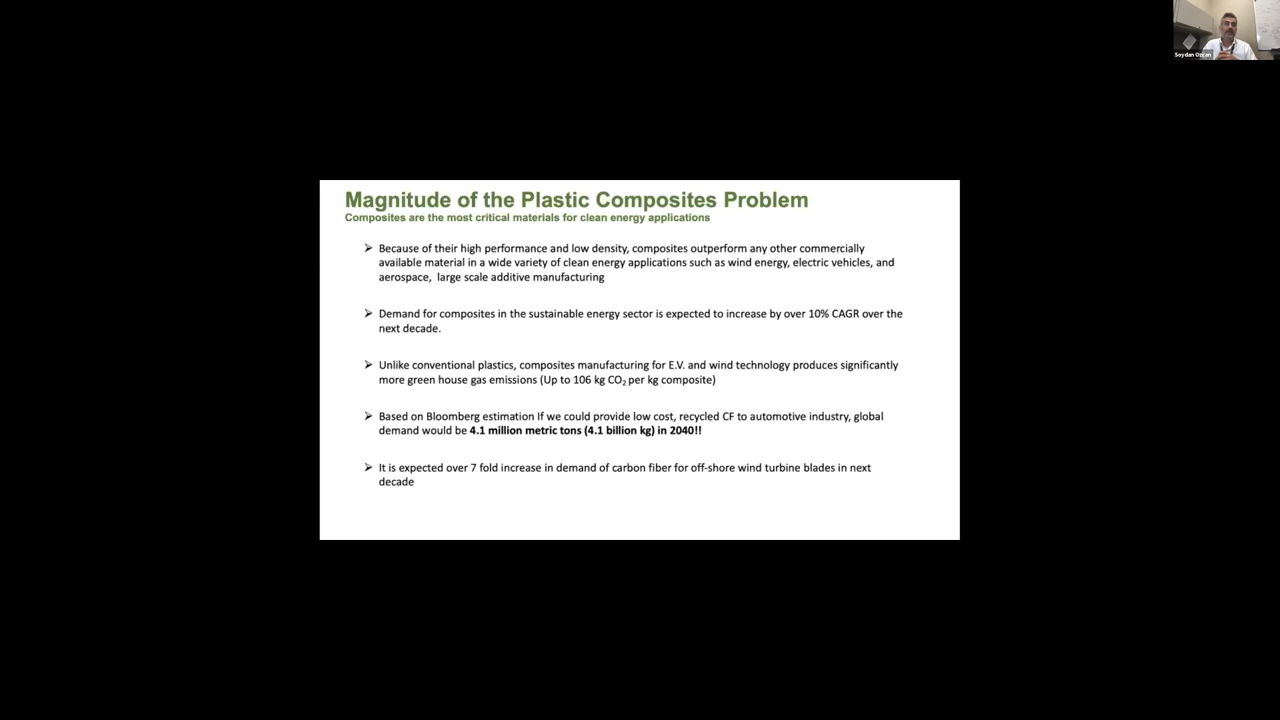 Soydan Ozcan
Magnitude of the Plastic Composites Problem
Composites are the most critical materials for clean energy applications
➢ Because of their high performance and low density, composites outperform any other commercially
available material in a wide variety of clean energy applications such as wind energy, electric vehicles, and
aerospace, large scale additive manufacturing
➢ Demand for composites in the sustainable energy sector is expected to increase by over 10% CAGR over the
next decade.
➢ Unlike conventional plastics, composites manufacturing for E.V. and wind technology produces significantly
more green house gas emissions (Up to 106 kg CO₂ per kg composite)
➢ Based on Bloomberg estimation If we could provide low cost, recycled CF to automotive industry, global
demand would be 4.1 million metric tons (4.1 billion kg) in 2040!!
➢ It is expected over 7 fold increase in demand of carbon fiber for off-shore wind turbine blades in next
decade